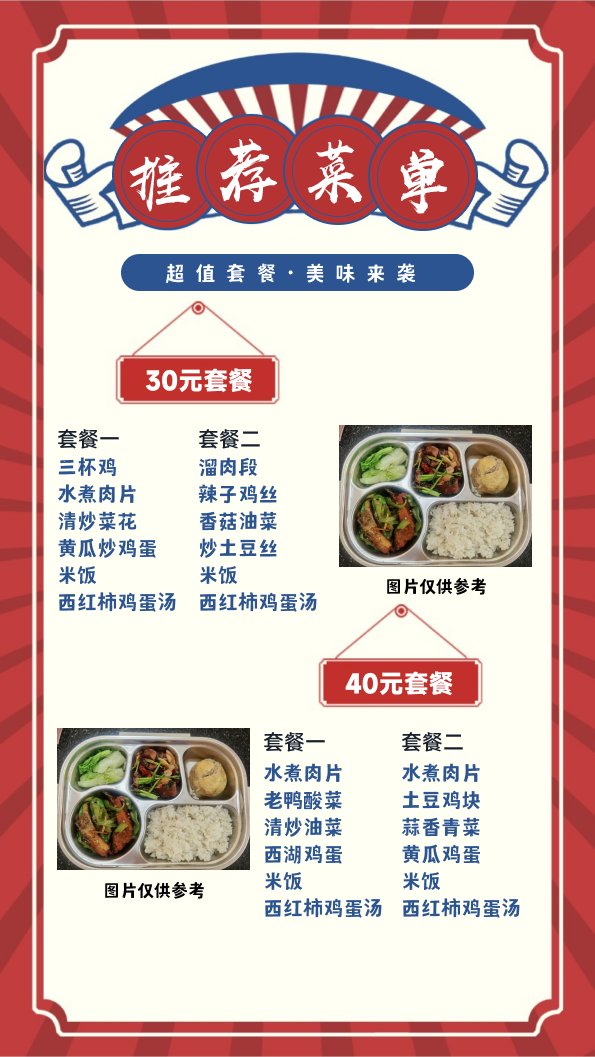 推荐菜单
超值套餐·美味来袭
30元套餐
套餐一
三杯鸡
水煮肉片
清炒菜花
黄瓜炒鸡蛋
米饭
西红柿鸡蛋汤
套餐二
溜肉段
辣子鸡丝
香菇油菜
炒土豆丝
米饭
西红柿鸡蛋汤
图片仅供参考
40元套餐
图片仅供参考
套餐一
水煮肉片
老鸭酸菜
清炒油菜
西湖鸡蛋
米饭
西红柿鸡蛋汤
套餐二
水煮肉片
土豆鸡块
蒜香青菜
黄瓜鸡蛋
米饭
西红柿鸡蛋汤